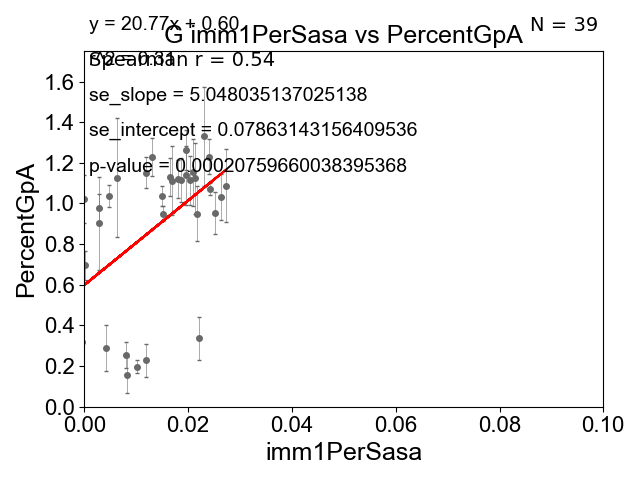 y = 20.77x + 0.60
N = 39
G imm1PerSasa vs PercentGpA
Spearman r = 0.54
se_slope = 5.048035137025138
se_intercept = 0.07863143156409536
p-value = 0.00020759660038395368
PercentGpA
1.6
1.4
1.2
1.0
0.8
0.6
0.4
0.2
0.0
0.00 0.02 0.04 0.06 0.08 0.10
imm1PerSasa